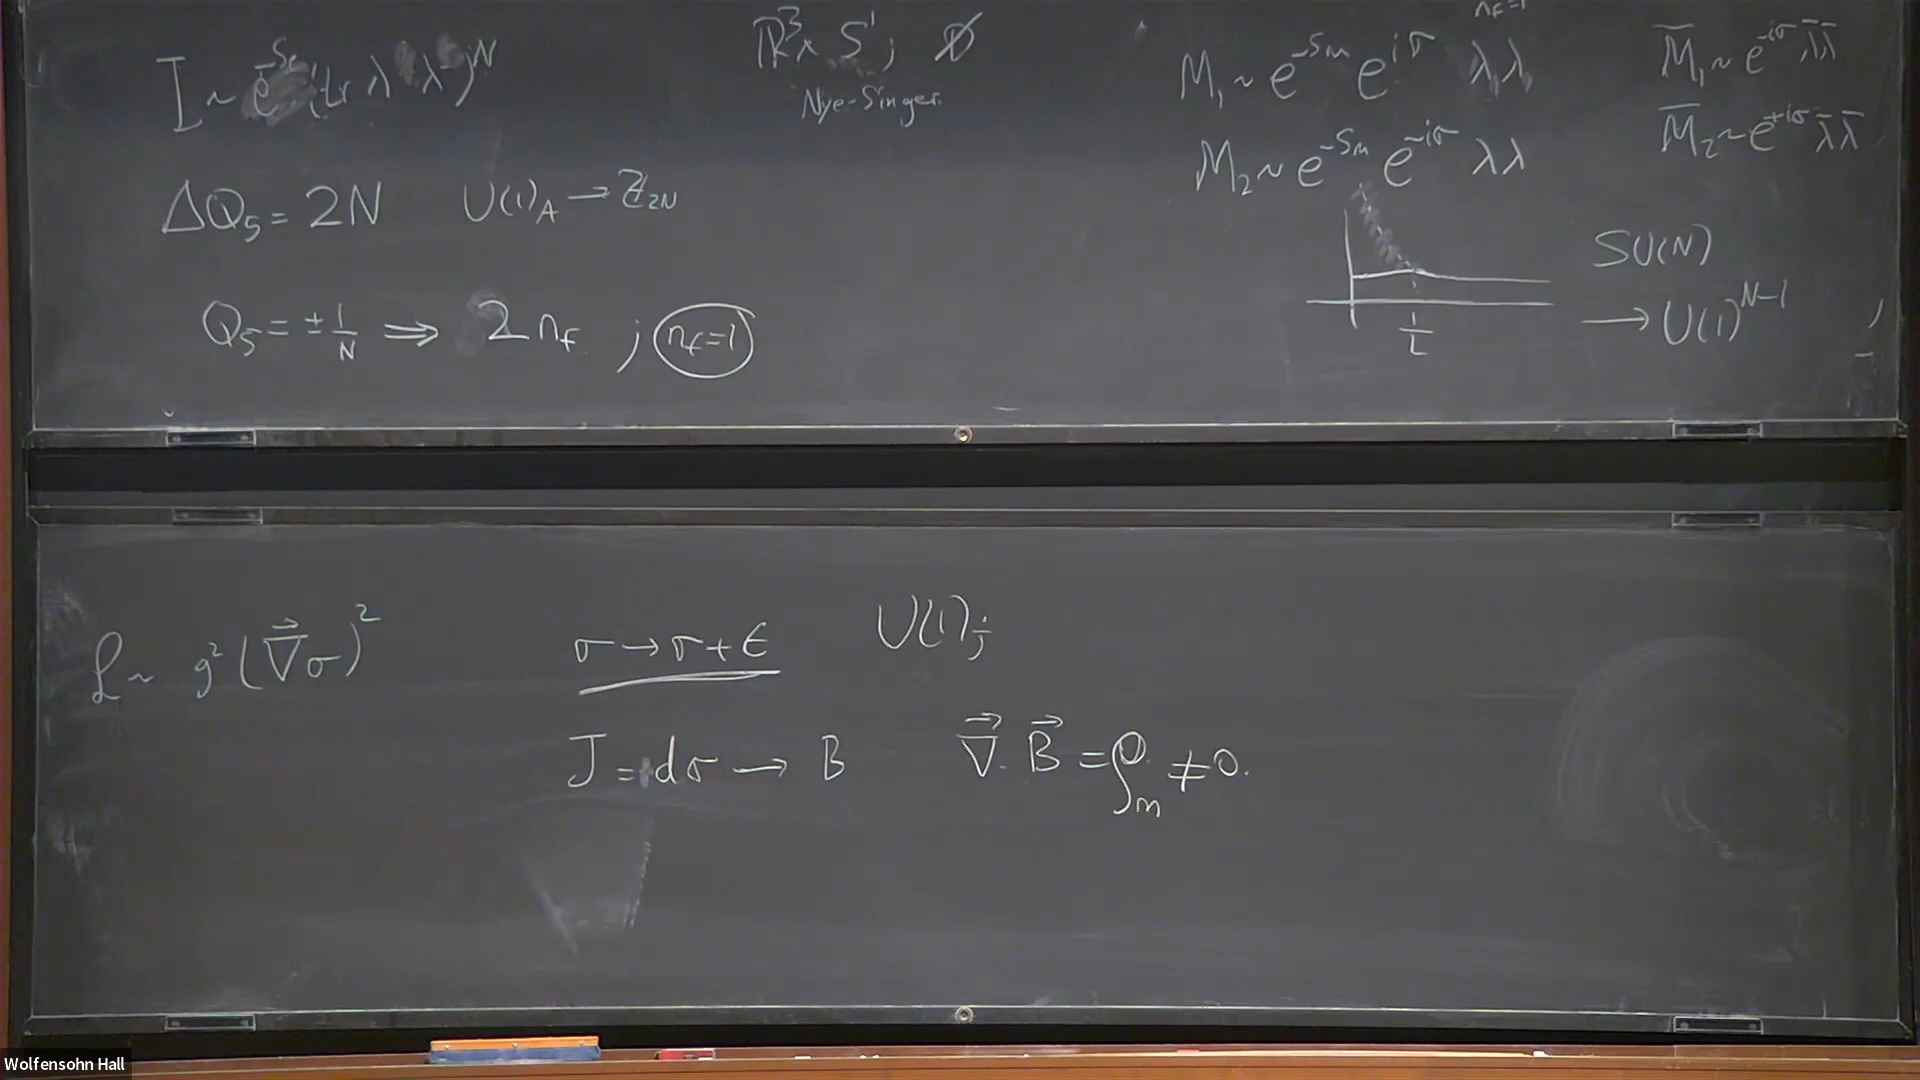 I ~ e^{-S_I} (tr λ λ)^N
ℝ³ × S¹; D̸
Nye-Singer.
n_f=1
M₁ ~ e^{-S_m} e^{iσ} λλ
M̄₁ ~ e^{-iσ} λ̄λ̄
M₂ ~ e^{-S_m} e^{-iσ} λλ
M̄₂ ~ e^{+iσ} λ̄λ̄
ΔQ₅ = 2N U(1)_A → ℤ_{2N}
Q₅ = ± 1/N ⟹ 2n_f ; n_f=1
1/L
SU(N)
→ U(1)^{N-1}
ℒ ~ g² (∇⃗σ)²
σ → σ + ϵ U(1)_j
J = dσ → B ∇⃗ · B⃗ = ρ_m ≠ 0.
Wolfensohn Hall